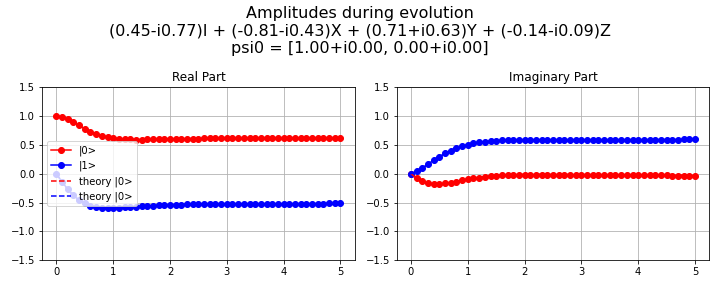 Amplitudes during evolution
(0.45-i0.77)I + (-0.81-i0.43)X + (0.71+i0.63)Y + (-0.14-i0.09)Z
psi0 = [1.00+i0.00, 0.00+i0.00]
Real Part
1.5
1.0
0.5
0.0
-0.5
-1.0
-1.5
|0>
|1>
theory |0>
theory |0>
0 1 2 3 4 5
Imaginary Part
1.5
1.0
0.5
0.0
-0.5
-1.0
-1.5
0 1 2 3 4 5